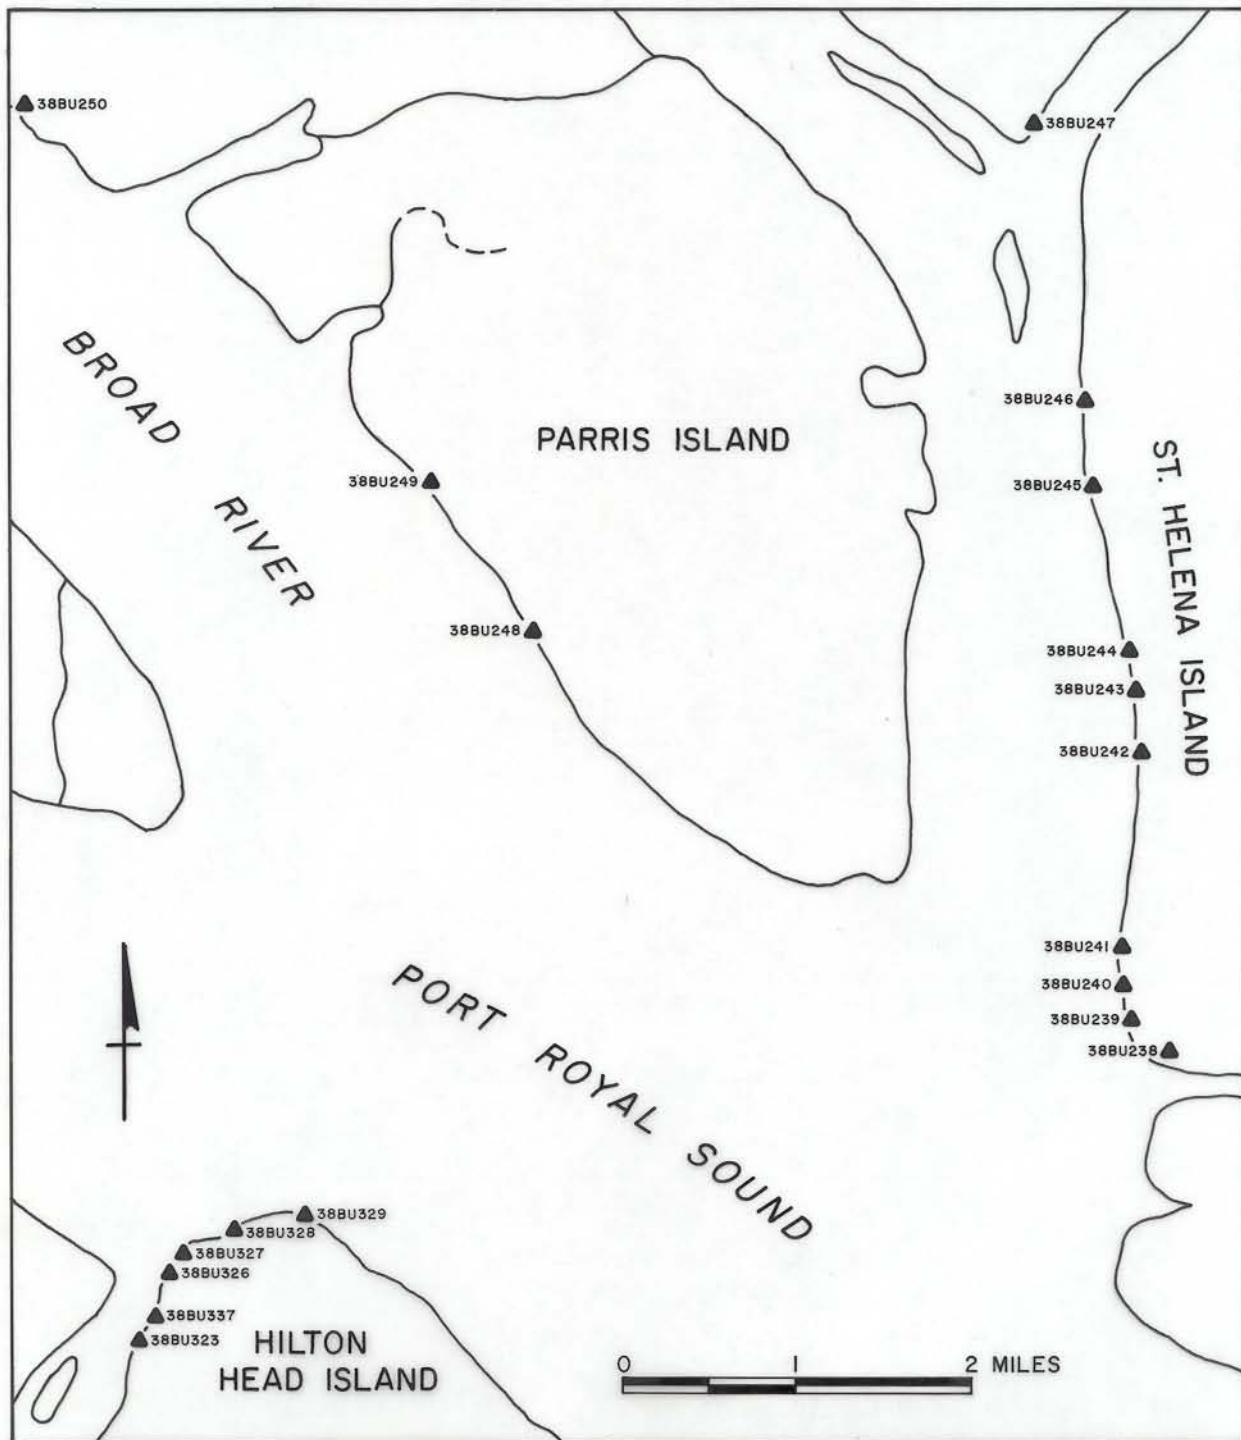 38BU250
38BU247
BROAD RIVER
38BU246
PARRIS ISLAND
38BU249
38BU245
ST. HELENA ISLAND
38BU248
38BU244
38BU243
38BU242
38BU241
PORT ROYAL SOUND
38BU240
38BU239
38BU238
38BU329
38BU328
38BU327
38BU326
38BU337
38BU323
HILTON
HEAD ISLAND
0 1 2 MILES